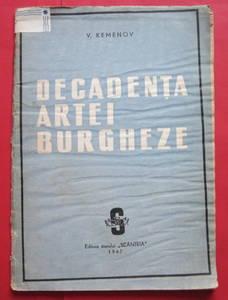 V. KEMENOV
DECADENȚA
ARTEI
BURGHEZE
S
Editura ziarului „SCÂNTEIA"
1947